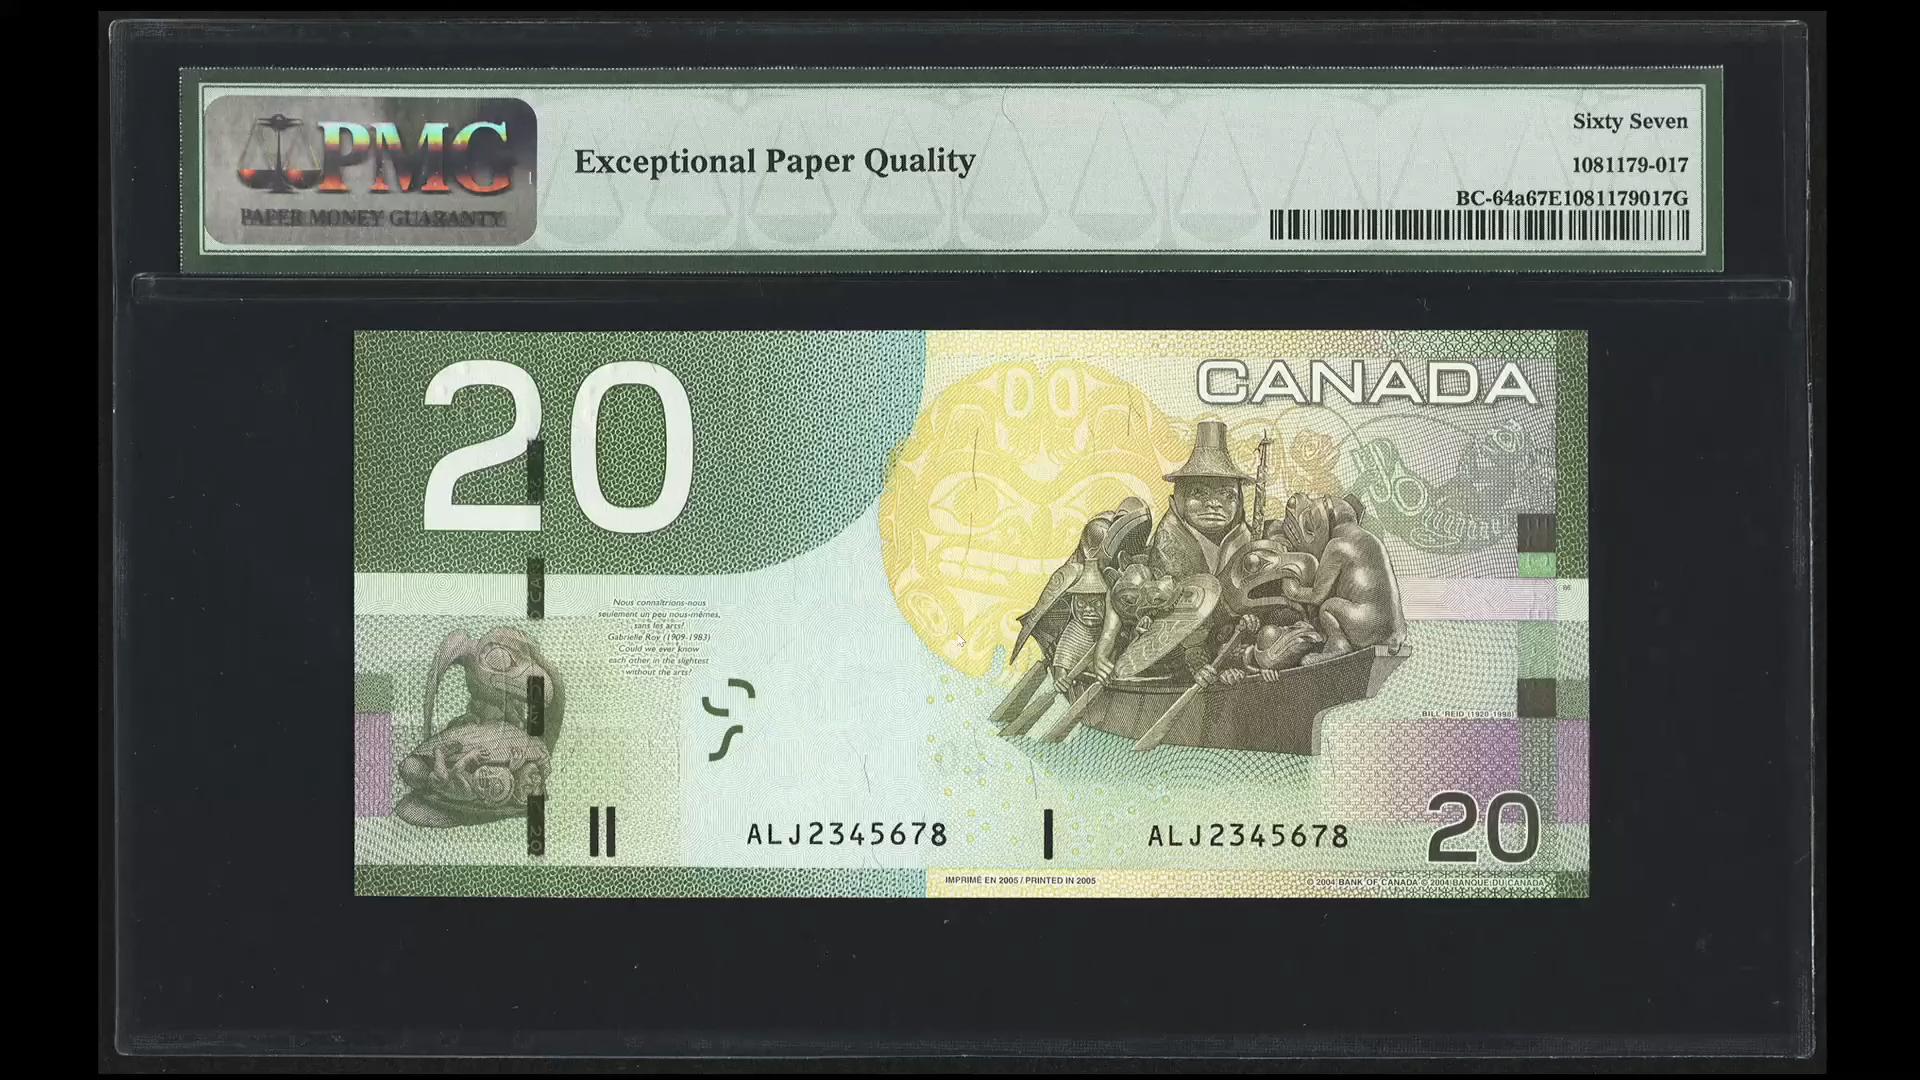 PMG
PAPER MONEY GUARANTY
Exceptional Paper Quality
Sixty Seven
1081179-017
BC-64a67E1081179017G
20
CANADA
Nous connaîtrions-nous
seulement un peu nous-mêmes,
sans les arts?
Gabrielle Roy (1909-1983)
Could we ever know
each other in the slightest
without the arts?
BILL REID (1920-1998)
ALJ2345678
ALJ2345678
20
IMPRIMÉ EN 2005 / PRINTED IN 2005
© 2004 BANK OF CANADA © 2004 BANQUE DU CANADA